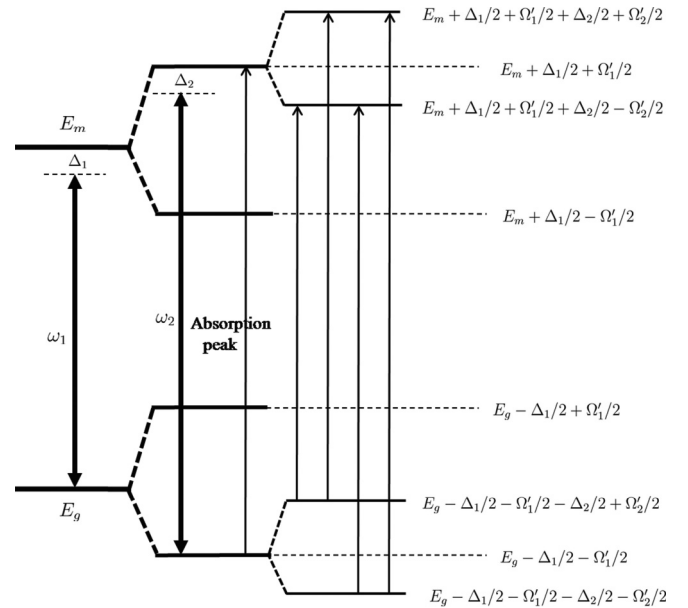 E_m + Δ_1/2 + Ω′_1/2 + Δ_2/2 + Ω′_2/2
E_m + Δ_1/2 + Ω′_1/2
Δ_2
E_m + Δ_1/2 + Ω′_1/2 + Δ_2/2 − Ω′_2/2
E_m
Δ_1
E_m + Δ_1/2 − Ω′_1/2
ω_1
ω_2
Absorption
peak
E_g − Δ_1/2 + Ω′_1/2
E_g
E_g − Δ_1/2 − Ω′_1/2 − Δ_2/2 + Ω′_2/2
E_g − Δ_1/2 − Ω′_1/2
E_g − Δ_1/2 − Ω′_1/2 − Δ_2/2 − Ω′_2/2